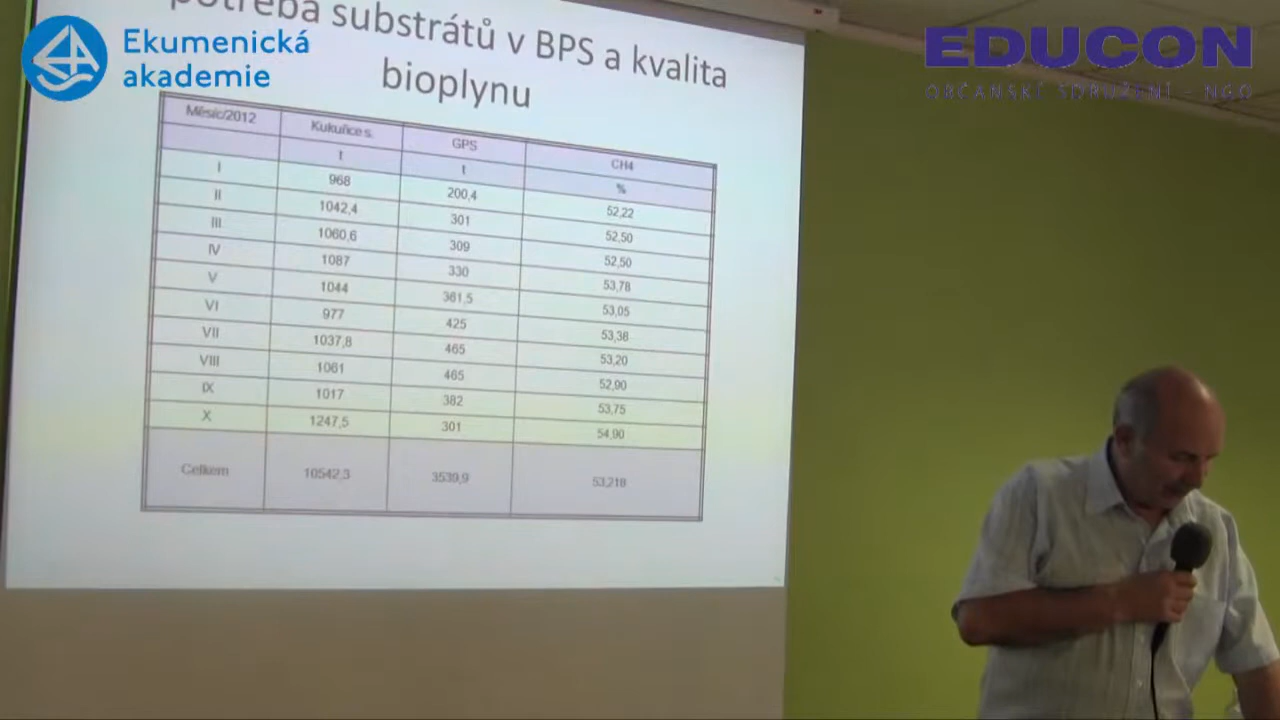 Ekumenická
akademie
EDUCON
OBČANSKÉ SDRUŽENÍ - NGO
potřeba substrátů v BPS a kvalita
bioplynu
Měsíc/2012 Kukuřice s. GPS CH4
t t %
I 968 200,4 52,22
II 1042,4 301 52,50
III 1060,6 309 52,50
IV 1087 330 53,78
V 1044 361,5 53,05
VI 977 425 53,38
VII 1037,8 465 53,20
VIII 1061 465 52,90
IX 1017 382 53,75
X 1247,5 301 54,90
Celkem 10542,3 3539,9 53,218